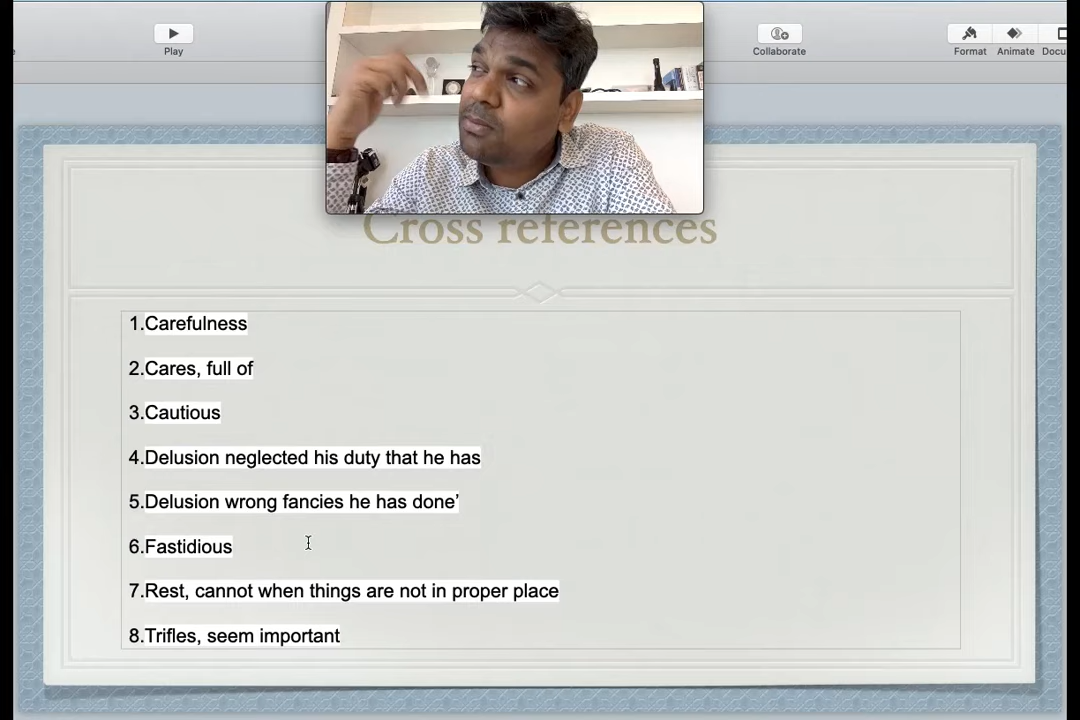 Play
Collaborate
Format
Animate
Docu
Cross references
1.Carefulness
2.Cares, full of
3.Cautious
4.Delusion neglected his duty that he has
5.Delusion wrong fancies he has done’
6.Fastidious
7.Rest, cannot when things are not in proper place
8.Trifles, seem important